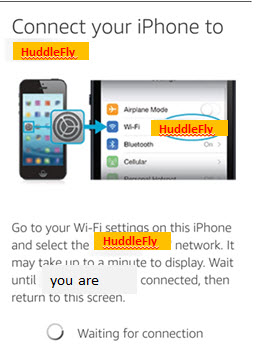 Connect your iPhone to
HuddleFly
Airplane Mode
Wi-Fi HuddleFly
Bluetooth On
Cellular
Personal Hotspot
Go to your Wi-Fi settings on this iPhone
and select the HuddleFly network. It
may take up to a minute to display. Wait
until you are connected, then
return to this screen.
Waiting for connection